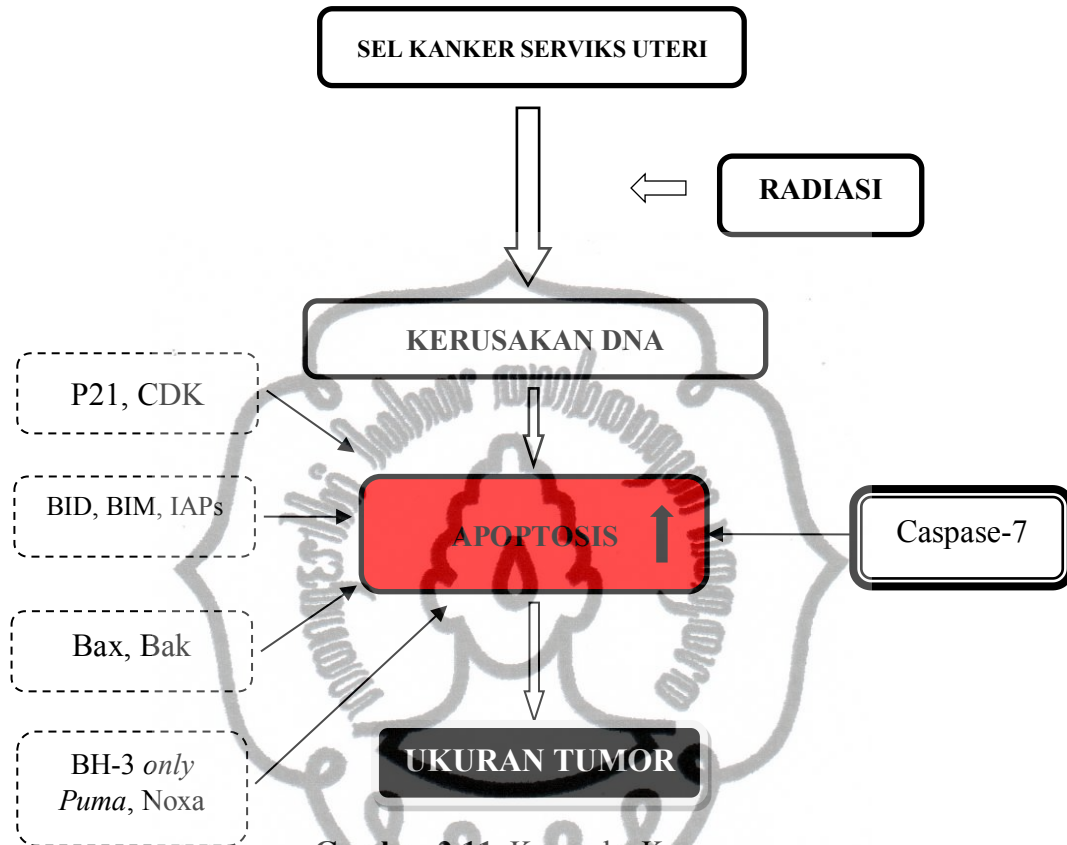 SEL KANKER SERVIKS UTERI
RADIASI
KERUSAKAN DNA
P21, CDK
BID, BIM, IAPs
APOPTOSIS
Caspase-7
Bax, Bak
BH-3 only
Puma, Noxa
UKURAN TUMOR